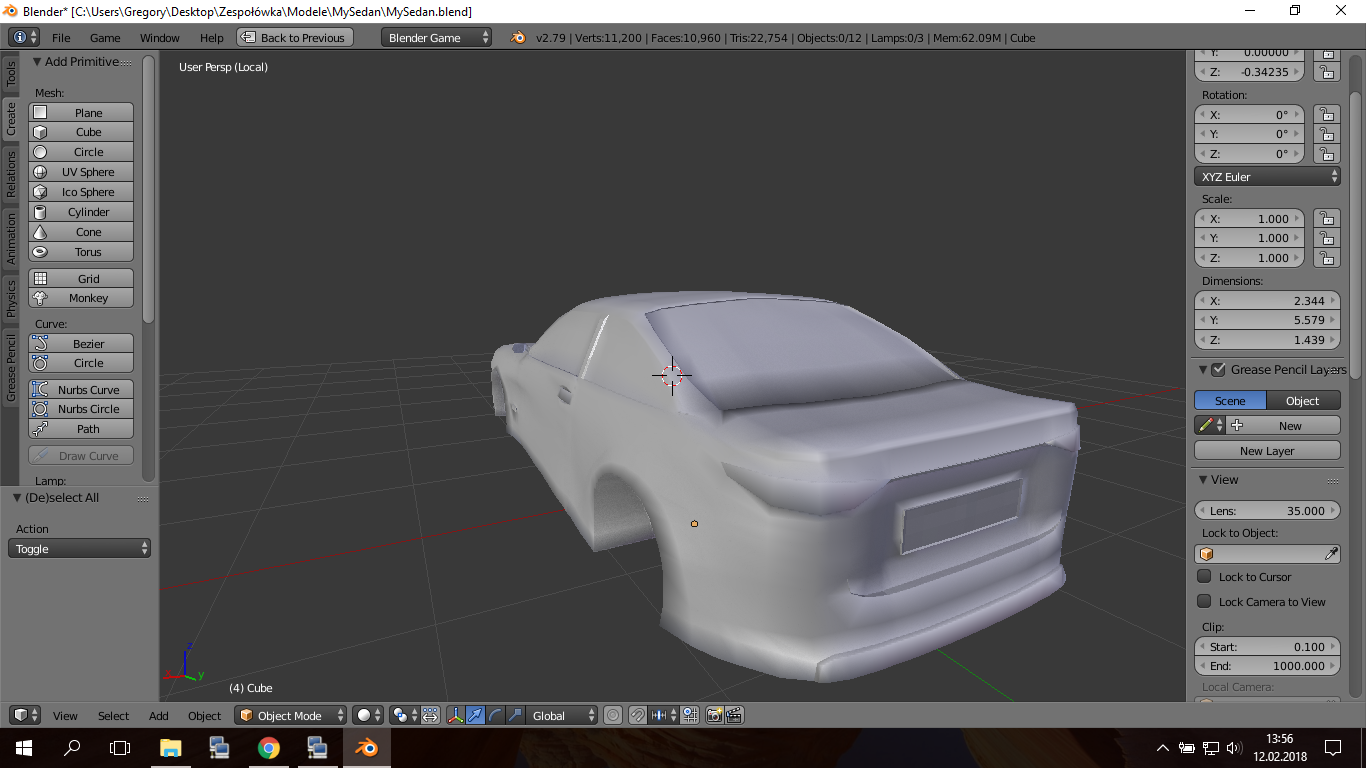 Blender* [C:\Users\Gregory\Desktop\Zespołówka\Modele\MySedan\MySedan.blend]
File Game Window Help Back to Previous Blender Game v2.79 | Verts:11,200 | Faces:10,960 | Tris:22,754 | Objects:0/12 | Lamps:0/3 | Mem:62.09M | Cube
Tools
Create
Relations
Animation
Physics
Grease Pencil
Add Primitive
Mesh:
Plane
Cube
Circle
UV Sphere
Ico Sphere
Cylinder
Cone
Torus
Grid
Monkey
Curve:
Bezier
Circle
Nurbs Curve
Nurbs Circle
Path
Draw Curve
Lamp:
(De)select All
Action
Toggle
User Persp (Local)
z
x
y
(4) Cube
Y: 0.00000
Z: -0.34235
Rotation:
X: 0°
Y: 0°
Z: 0°
XYZ Euler
Scale:
X: 1.000
Y: 1.000
Z: 1.000
Dimensions:
X: 2.344
Y: 5.579
Z: 1.439
Grease Pencil Layers
Scene Object
New
New Layer
View
Lens: 35.000
Lock to Object:
Lock to Cursor
Lock Camera to View
Clip:
Start: 0.100
End: 1000.000
Local Camera:
View Select Add Object Object Mode Global
13:56
12.02.2018